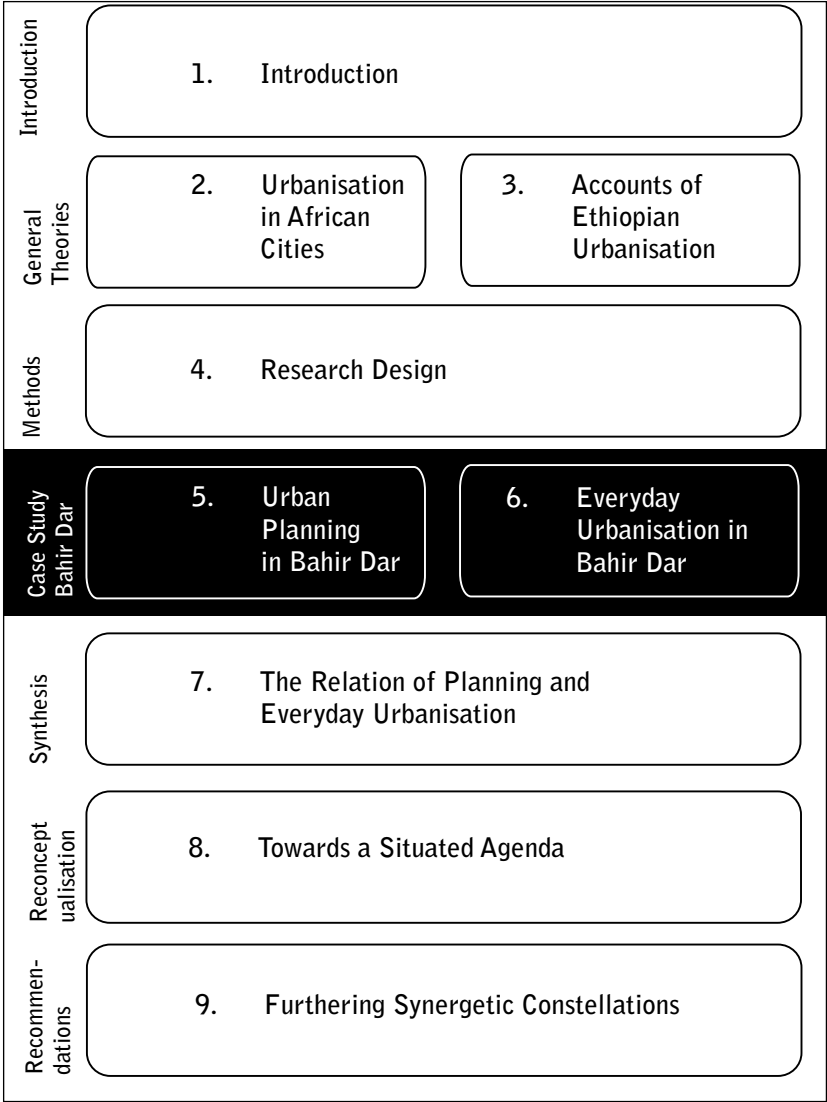 Introduction
1. Introduction
General
Theories
2. Urbanisation
in African
Cities
3. Accounts of
Ethiopian
Urbanisation
Methods
4. Research Design
Case Study
Bahir Dar
5. Urban
Planning
in Bahir Dar
6. Everyday
Urbanisation in
Bahir Dar
Synthesis
7. The Relation of Planning and
Everyday Urbanisation
Reconcept
ualisation
8. Towards a Situated Agenda
Recommen-
dations
9. Furthering Synergetic Constellations